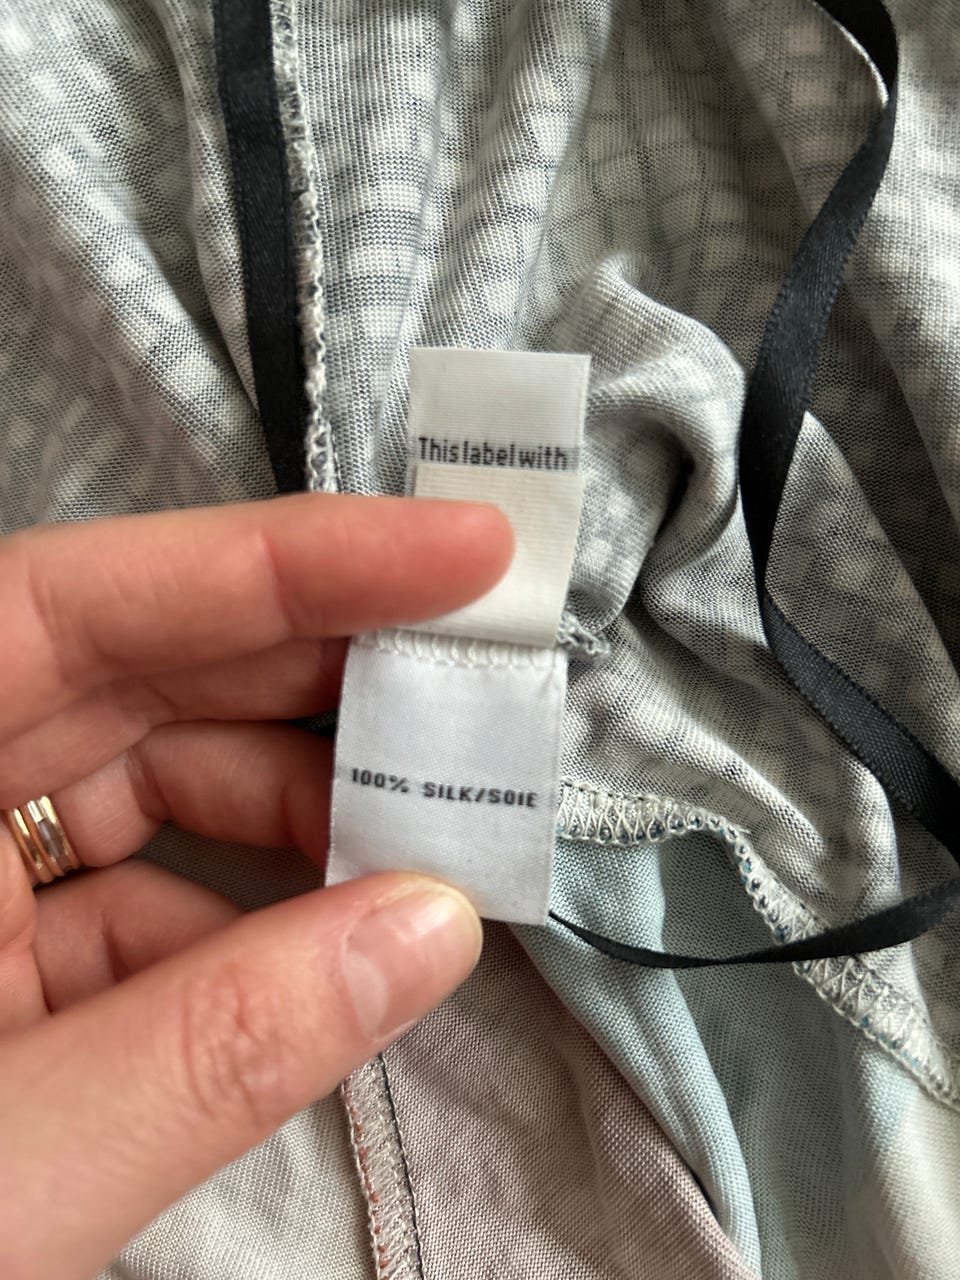 This label with
100% SILK/SOIE